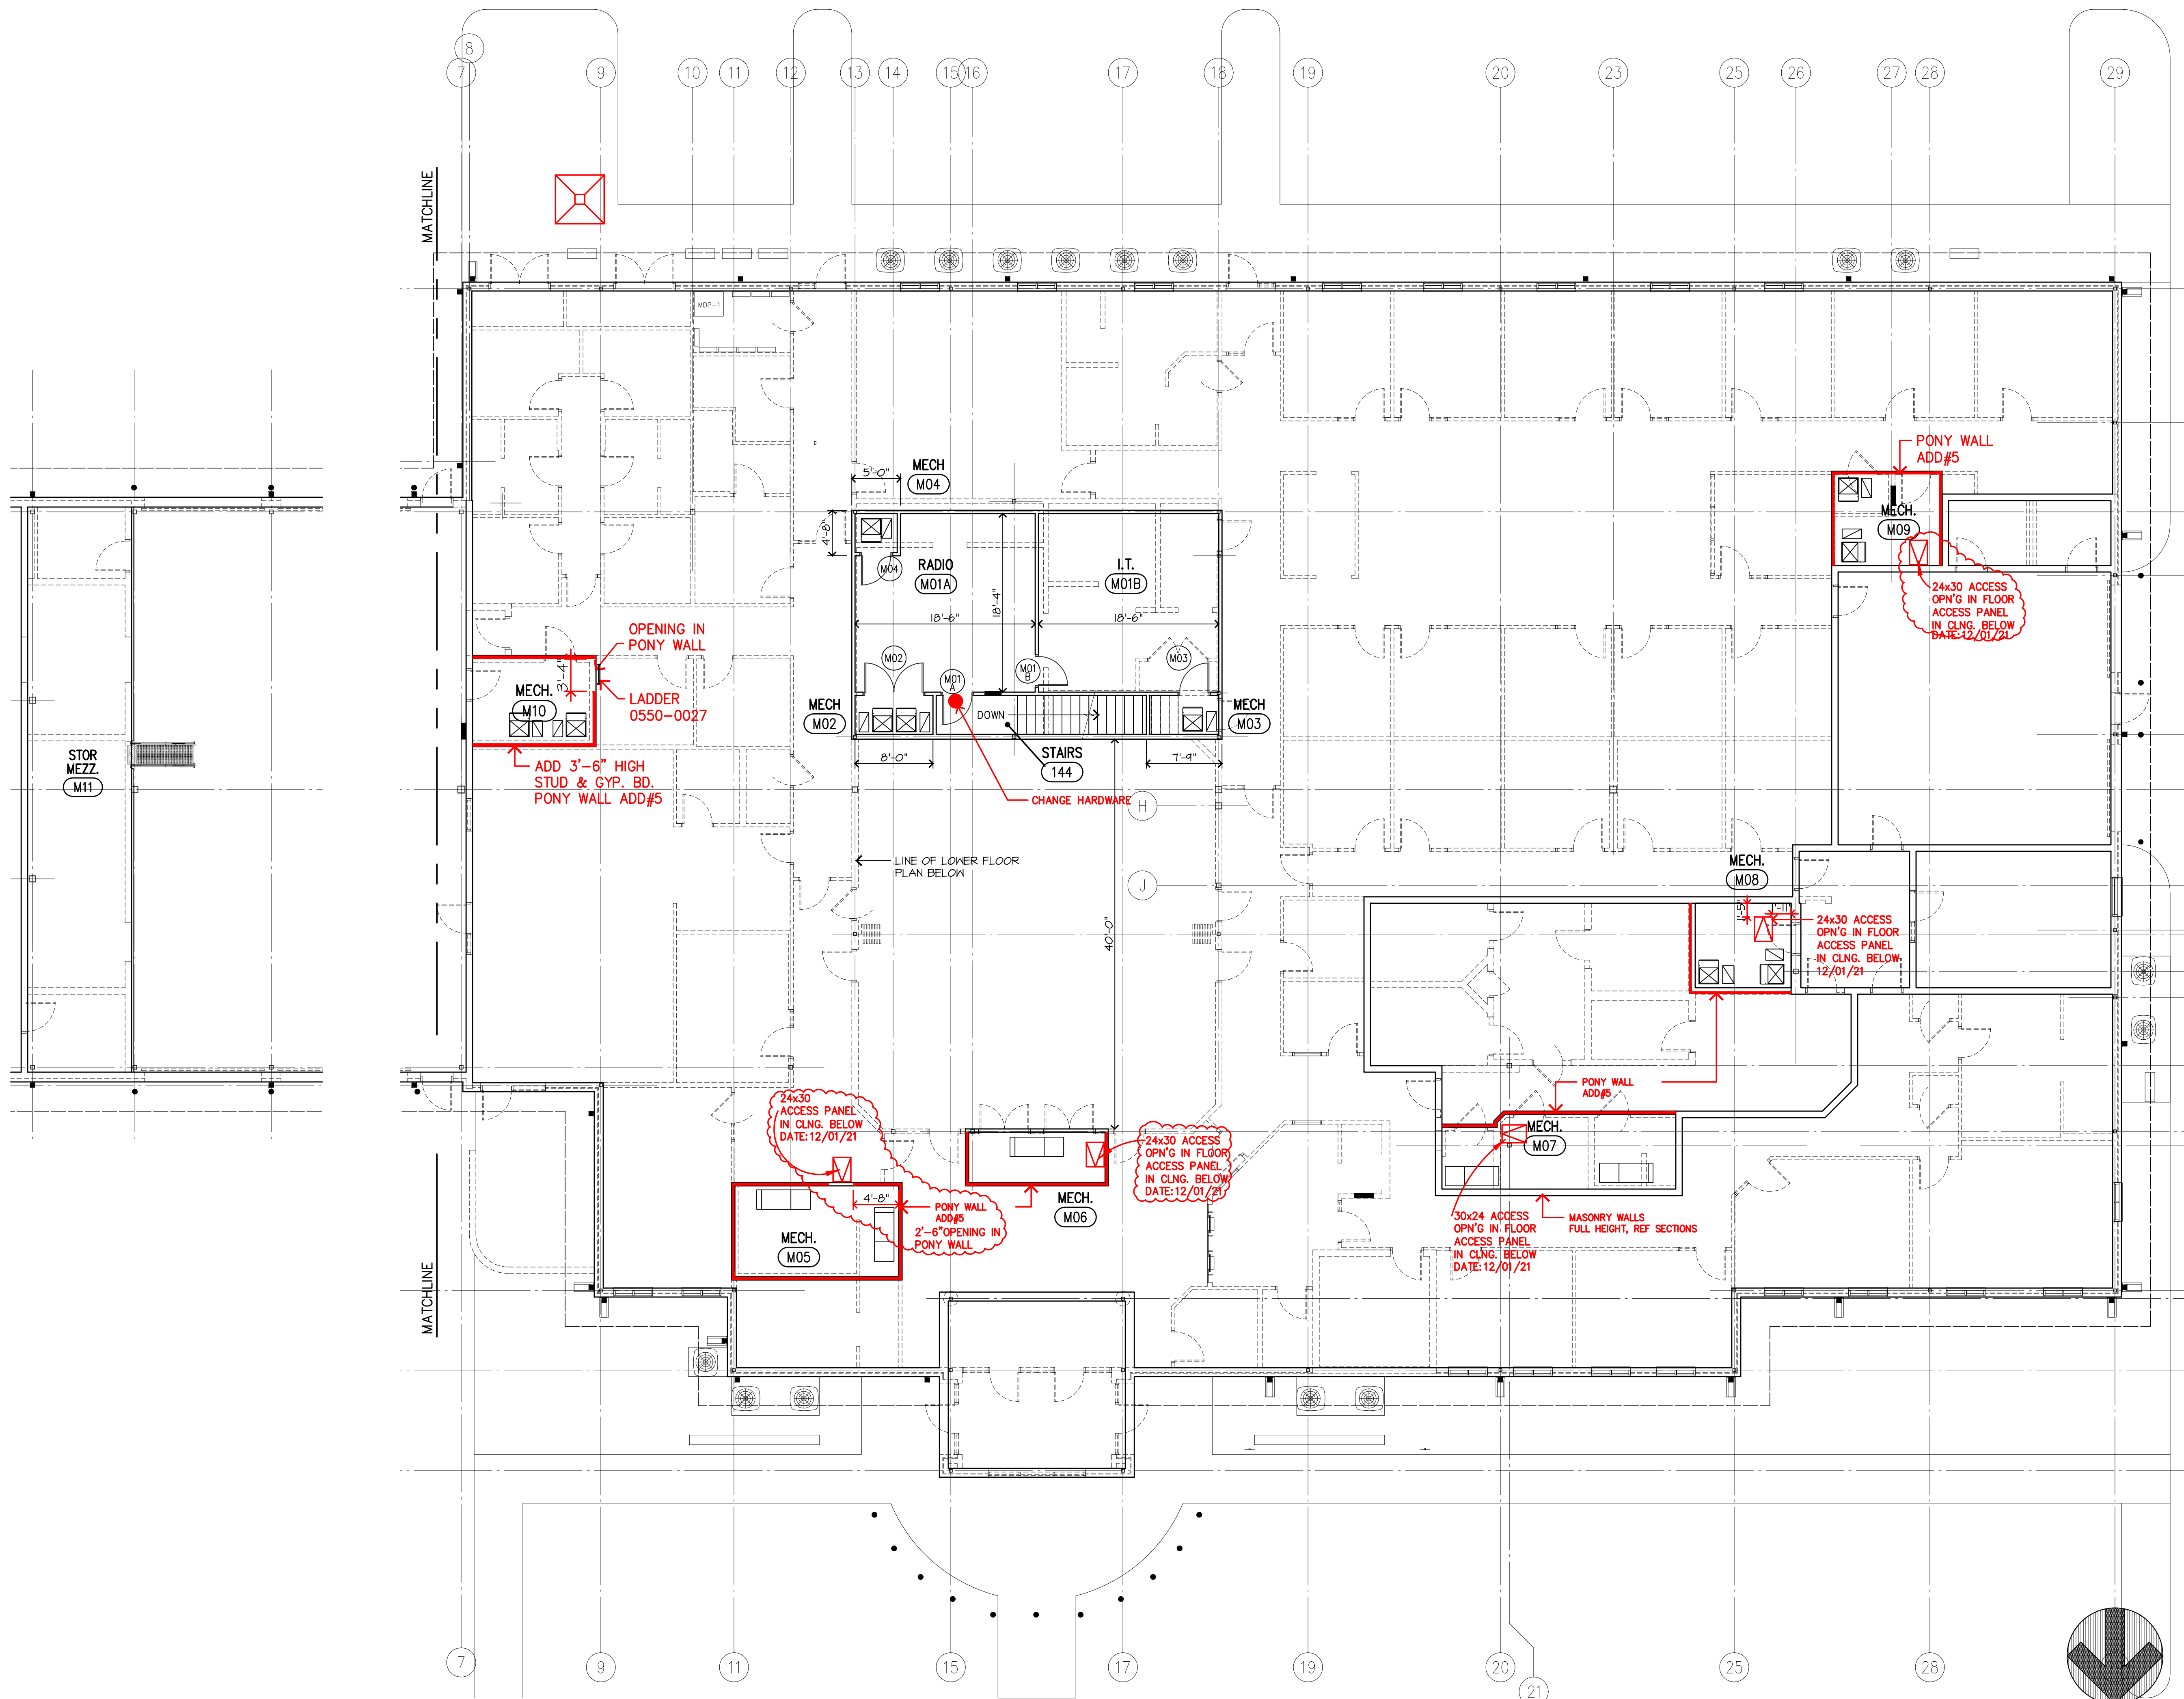 8
7
9
10
11
12
13
14
15
16
17
18
19
20
23
25
26
27
28
29
MATCHLINE
MDP-1
PONY WALL
ADD#5
MECH
M04
5'-0"
4'-8"
M04
RADIO
M01A
I.T.
M01B
18'-4"
18'-6"
18'-6"
MECH.
M09
24x30 ACCESS
OPN'G IN FLOOR
ACCESS PANEL
IN CLNG. BELOW
DATE:12/01/21
OPENING IN
PONY WALL
3'-4"
MECH.
M10
LADDER
0550-0027
M02
M01
A
M01
B
M03
MECH
M02
DOWN
MECH
M03
STAIRS
144
8'-0"
7'-9"
STOR
MEZZ.
M11
ADD 3'-6" HIGH
STUD & GYP. BD.
PONY WALL ADD#5
CHANGE HARDWARE
H
LINE OF LOWER FLOOR
PLAN BELOW
J
40'-0"
MECH.
M08
24x30 ACCESS
OPN'G IN FLOOR
ACCESS PANEL
IN CLNG. BELOW
12/01/21
PONY WALL
ADD#5
24x30
ACCESS PANEL
IN CLNG. BELOW
DATE:12/01/21
24x30 ACCESS
OPN'G IN FLOOR
ACCESS PANEL
IN CLNG. BELOW
DATE:12/01/21
MECH.
M07
4'-8"
PONY WALL
ADD#5
2'-6"OPENING IN
PONY WALL
MECH.
M06
MECH.
M05
30x24 ACCESS
OPN'G IN FLOOR
ACCESS PANEL
IN CLNG. BELOW
DATE:12/01/21
MASONRY WALLS
FULL HEIGHT, REF SECTIONS
MATCHLINE
7
9
11
15
17
19
20
21
25
28
29